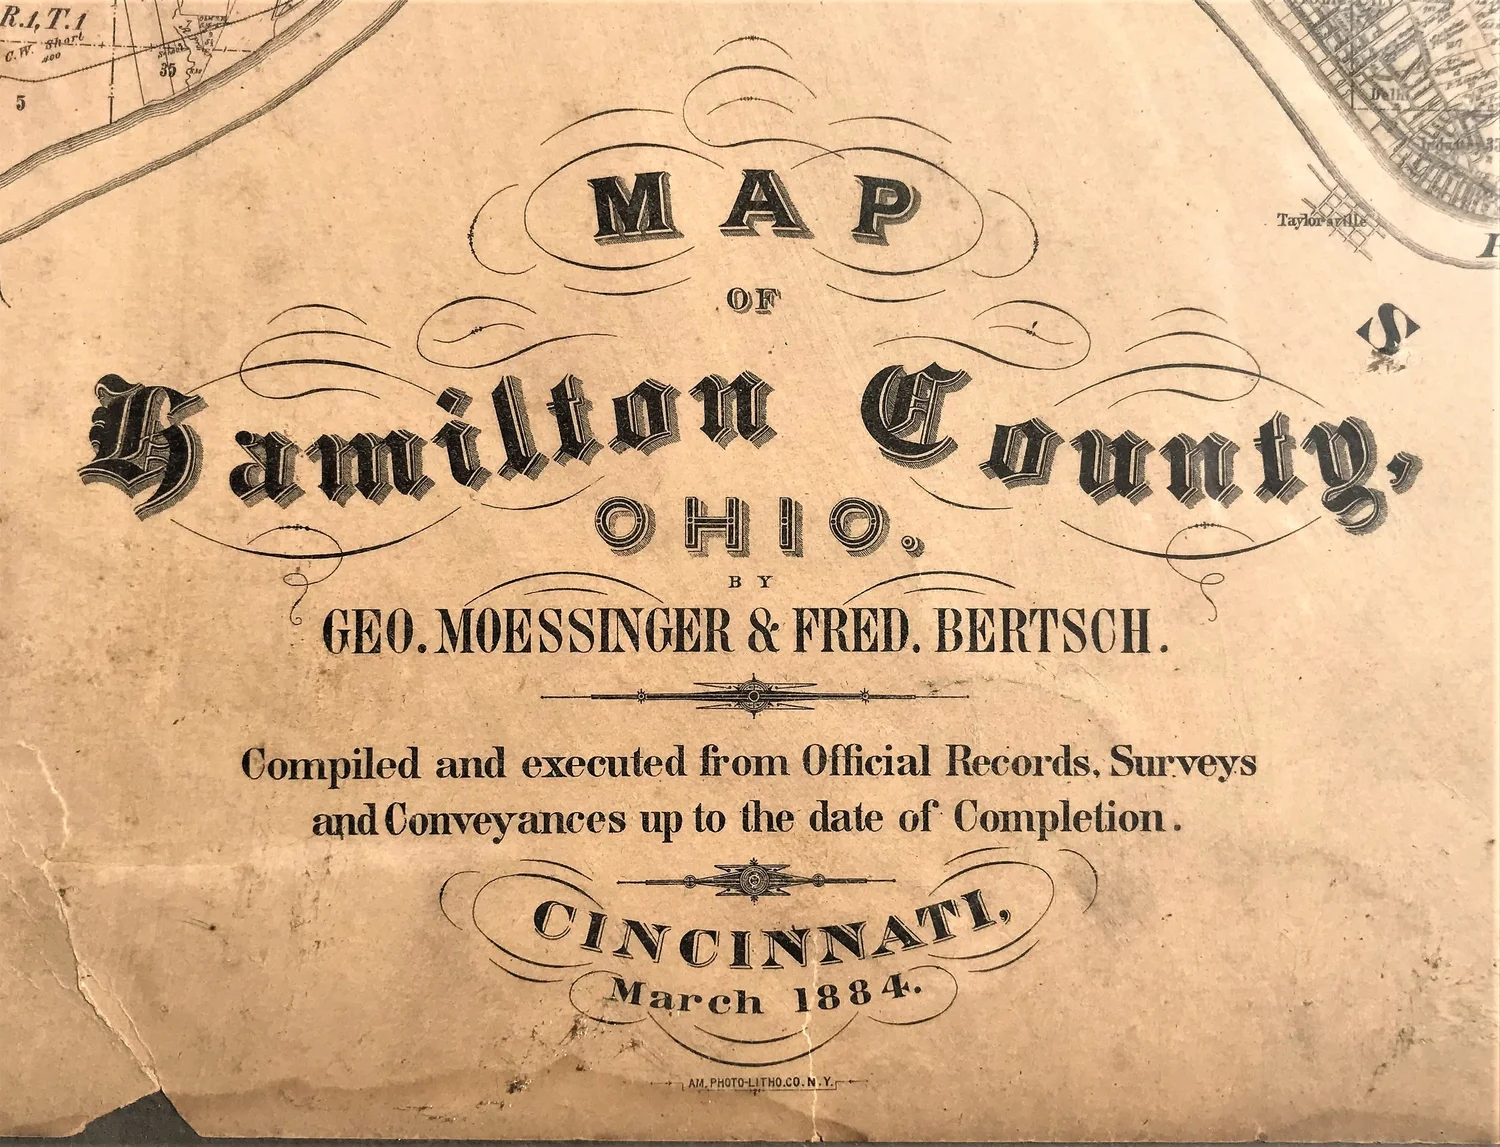 R.1, T.1
C.W. Short
400
35
5
Delhi
Taylorsville
S
MAP
OF
Hamilton County,
OHIO.
BY
GEO. MOESSINGER & FRED. BERTSCH.
Compiled and executed from Official Records, Surveys
and Conveyances up to the date of Completion.
CINCINNATI,
March 1884.
AM. PHOTO-LITHO. CO. N.Y.